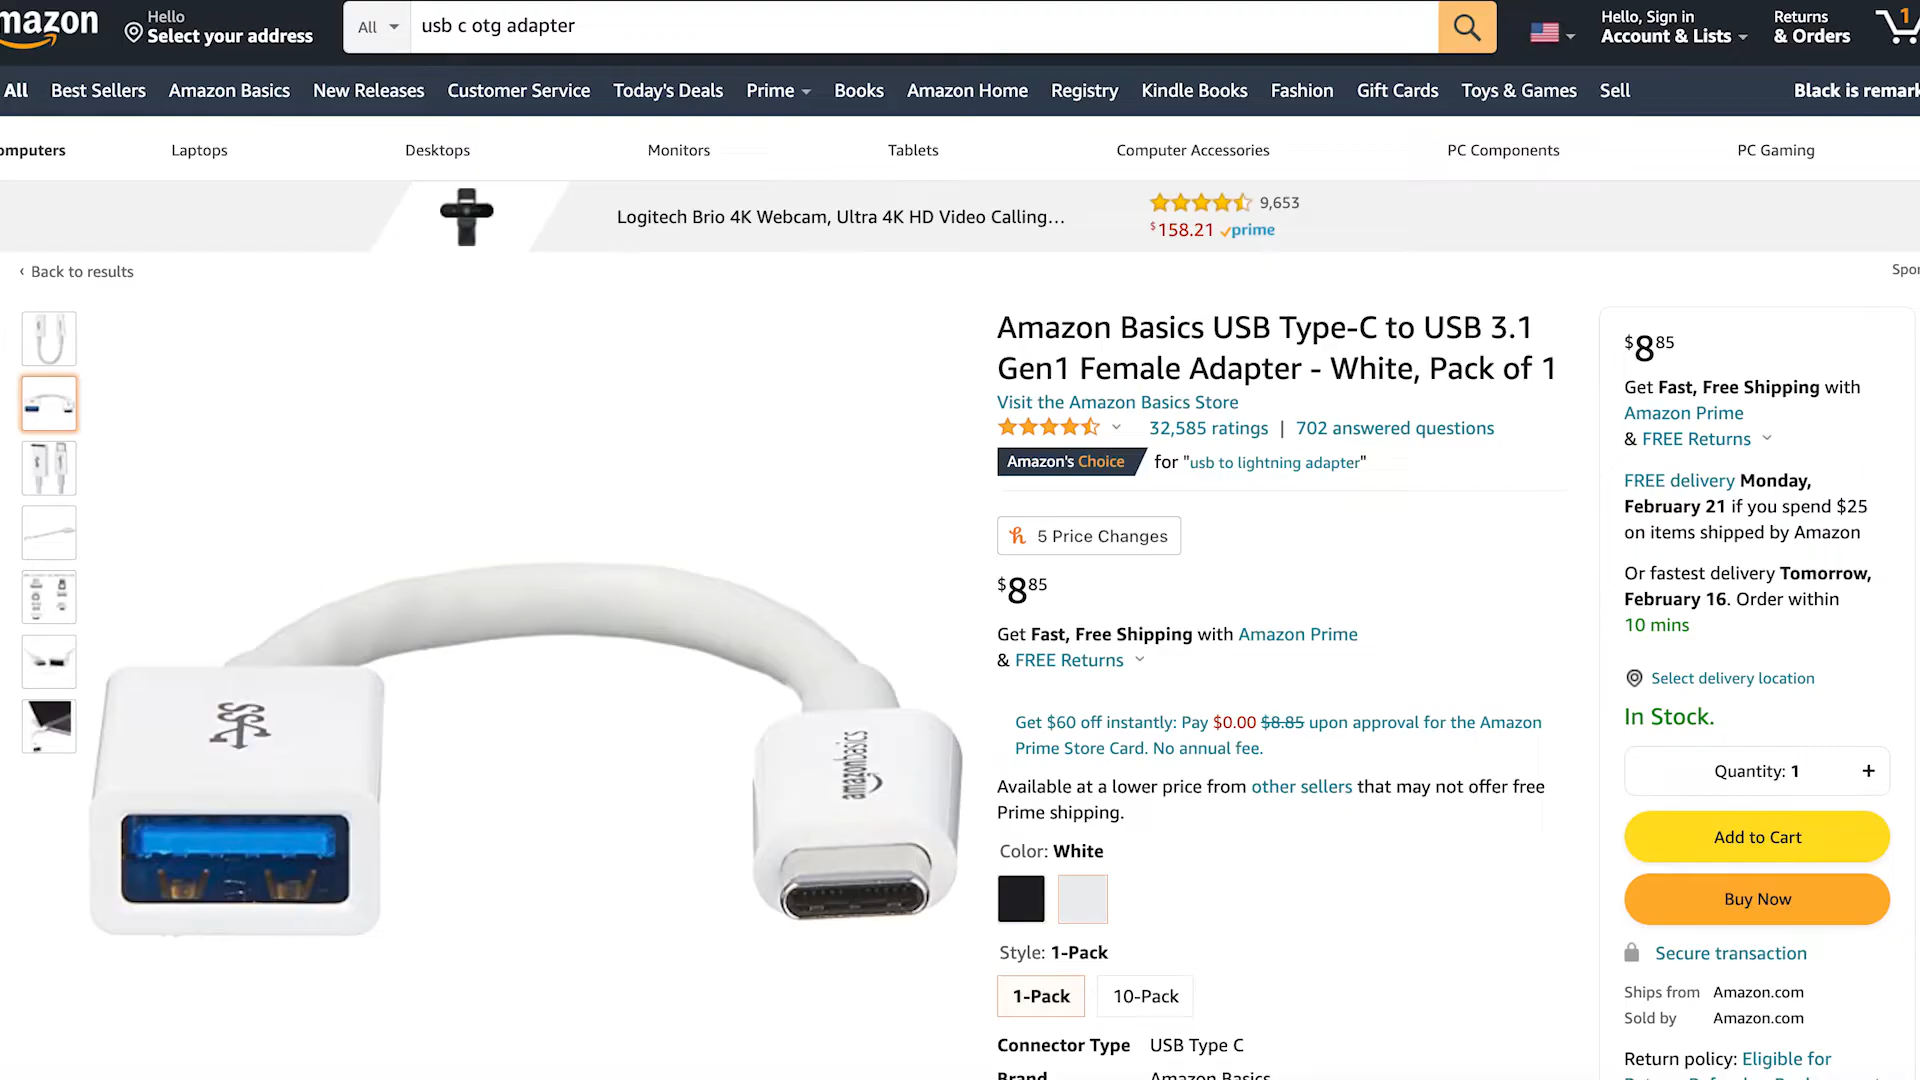 mazon
Hello
Select your address
All
usb c otg adapter
Hello, Sign in
Account & Lists
Returns
& Orders
1
All
Best Sellers
Amazon Basics
New Releases
Customer Service
Today's Deals
Prime
Books
Amazon Home
Registry
Kindle Books
Fashion
Gift Cards
Toys & Games
Sell
Black is remark
omputers
Laptops
Desktops
Monitors
Tablets
Computer Accessories
PC Components
PC Gaming
Logitech Brio 4K Webcam, Ultra 4K HD Video Calling…
9,653
$158.21 prime
‹ Back to results
Spon
Amazon Basics USB Type-C to USB 3.1
Gen1 Female Adapter - White, Pack of 1
Visit the Amazon Basics Store
32,585 ratings | 702 answered questions
Amazon's Choice for "usb to lightning adapter"
5 Price Changes
$8 85
Get Fast, Free Shipping with Amazon Prime
& FREE Returns
Get $60 off instantly: Pay $0.00 $8.85 upon approval for the Amazon
Prime Store Card. No annual fee.
Available at a lower price from other sellers that may not offer free
Prime shipping.
Color: White
Style: 1-Pack
1-Pack
10-Pack
Connector Type USB Type C
Brand Amazon Basics
amazonbasics
$8 85
Get Fast, Free Shipping with
Amazon Prime
& FREE Returns
FREE delivery Monday,
February 21 if you spend $25
on items shipped by Amazon
Or fastest delivery Tomorrow,
February 16. Order within
10 mins
Select delivery location
In Stock.
Quantity: 1 +
Add to Cart
Buy Now
Secure transaction
Ships from Amazon.com
Sold by Amazon.com
Return policy: Eligible for